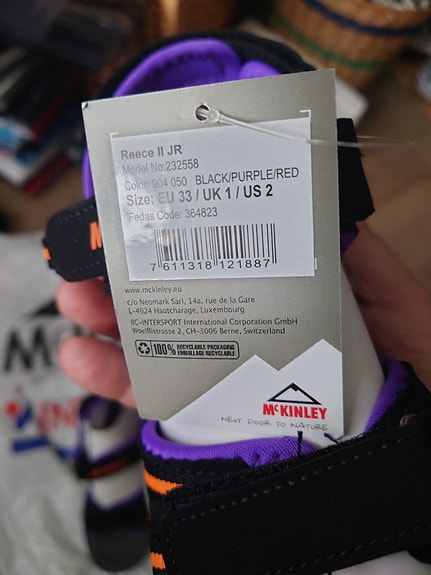 Reece II JR
Model No:232558
Color: 904 050 BLACK/PURPLE/RED
Size: EU 33 / UK 1 / US 2
Fedas Code: 364823
7 611318 121887
www.mckinley.eu
c/o Neomark Sàrl, 14a, rue de la Gare
L-4924 Hautcharage, Luxembourg
IIC-INTERSPORT International Corporation GmbH
Woelflistrasse 2, CH-3006 Berne, Switzerland
100% RECYCLABLE PACKAGING
EMBALLAGE RECYCLABLE
McKINLEY
NEXT DOOR TO NATURE